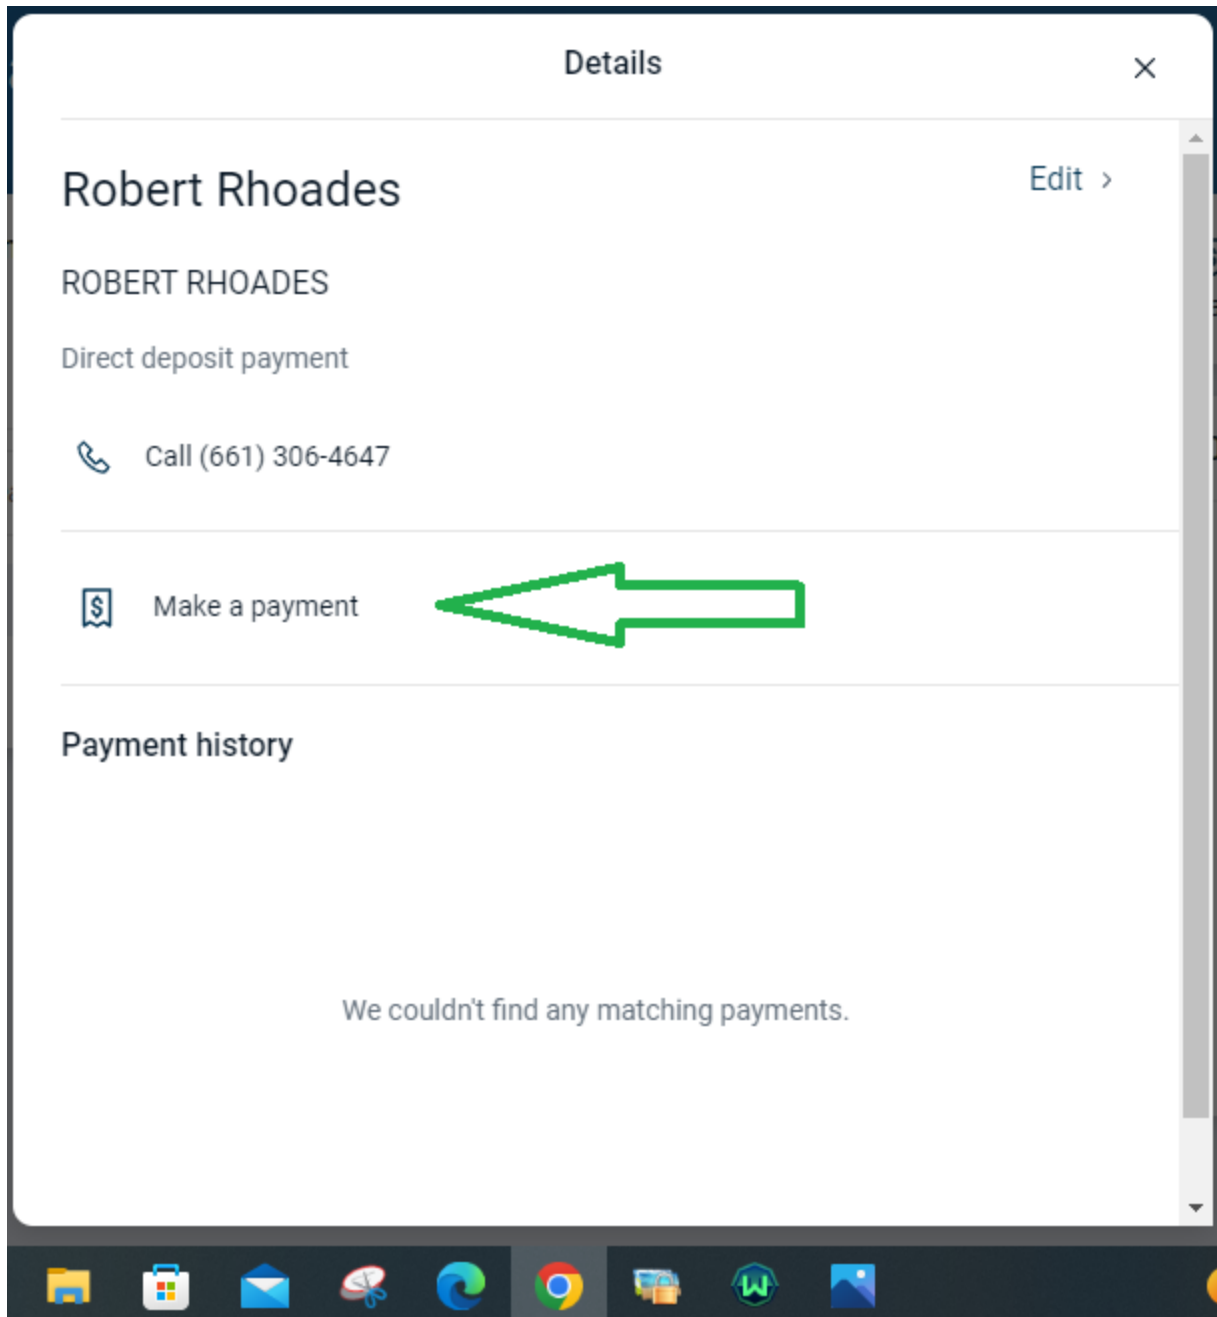 Details
Robert Rhoades
Edit
ROBERT RHOADES
Direct deposit payment
Call (661) 306-4647
Make a payment
Payment history
We couldn't find any matching payments.